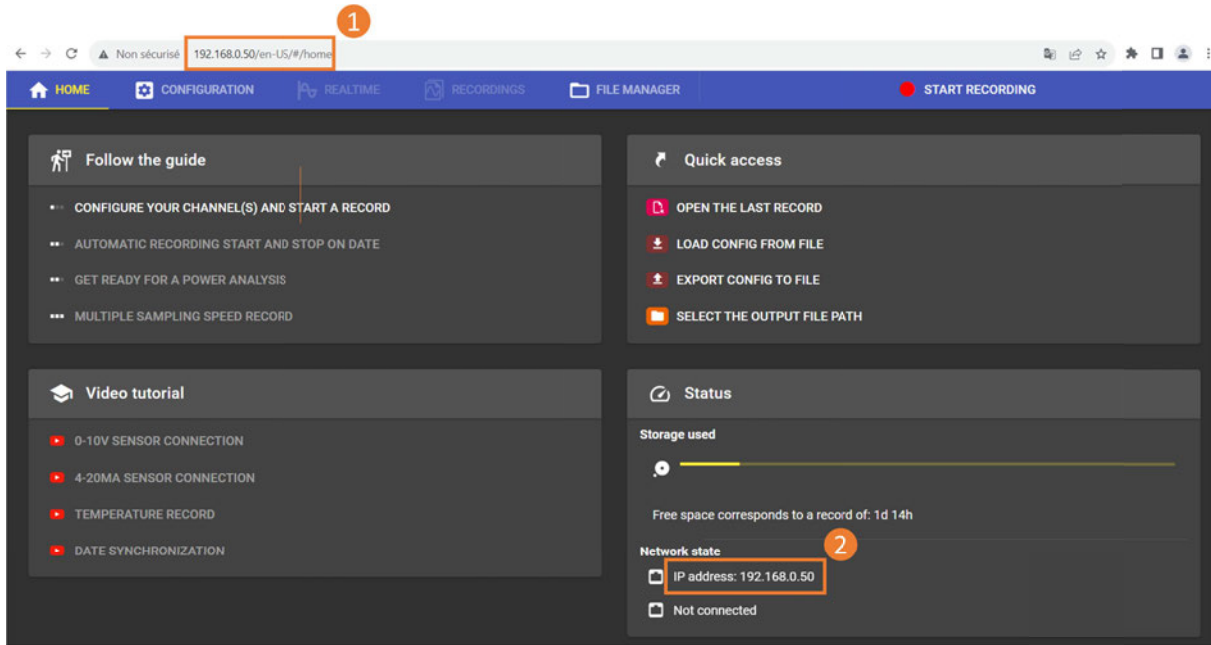 1
Non sécurisé 192.168.0.50/en-US/#/home
HOME CONFIGURATION REALTIME RECORDINGS FILE MANAGER START RECORDING
Follow the guide
CONFIGURE YOUR CHANNEL(S) AND START A RECORD
AUTOMATIC RECORDING START AND STOP ON DATE
GET READY FOR A POWER ANALYSIS
MULTIPLE SAMPLING SPEED RECORD
Quick access
OPEN THE LAST RECORD
LOAD CONFIG FROM FILE
EXPORT CONFIG TO FILE
SELECT THE OUTPUT FILE PATH
Video tutorial
0-10V SENSOR CONNECTION
4-20MA SENSOR CONNECTION
TEMPERATURE RECORD
DATE SYNCHRONIZATION
Status
Storage used
Free space corresponds to a record of: 1d 14h
2
Network state
IP address: 192.168.0.50
Not connected